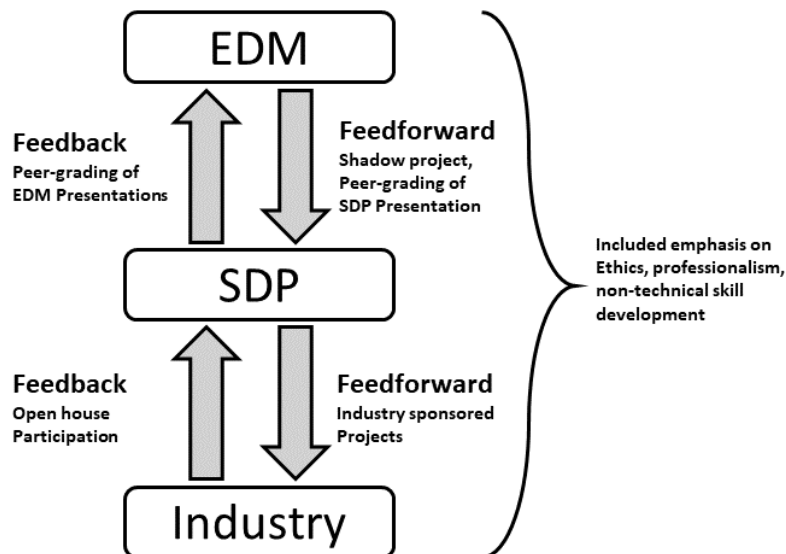 EDM
Feedback
Peer-grading of
EDM Presentations
Feedforward
Shadow project,
Peer-grading of
SDP Presentation
SDP
Included emphasis on
Ethics, professionalism,
non-technical skill
development
Feedback
Open house
Participation
Feedforward
Industry sponsored
Projects
Industry